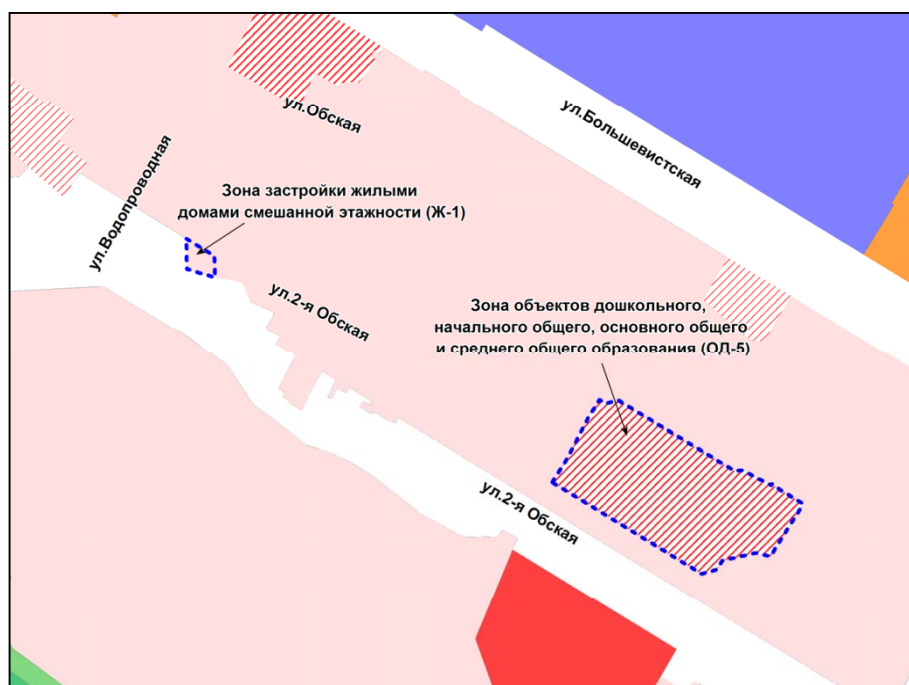 ул.Обская
ул.Большевистская
ул.Водопроводная
Зона застройки жилыми
домами смешанной этажности (Ж-1)
ул.2-я Обская
Зона объектов дошкольного,
начального общего, основного общего
и среднего общего образования (ОД-5)
ул.2-я Обская